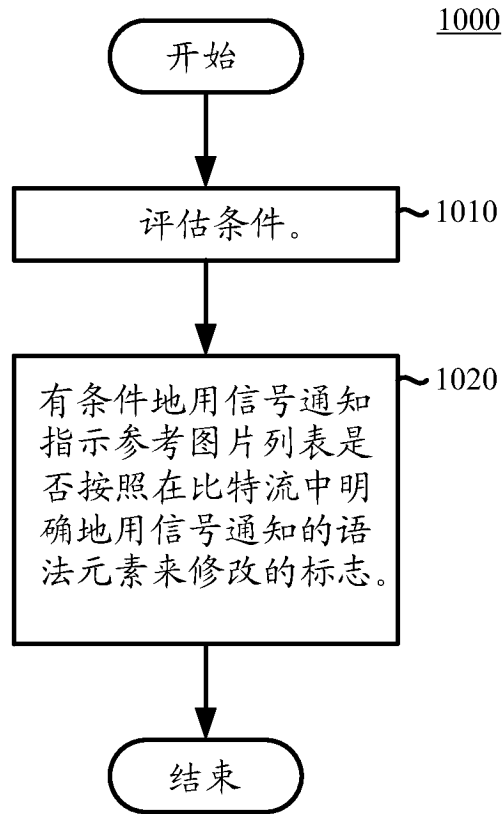 1000
开始
评估条件。
1010
有条件地用信号通知
1020
指示参考图片列表是
否按照在比特流中明
确地用信号通知的语
法元素来修改的标志。
结束